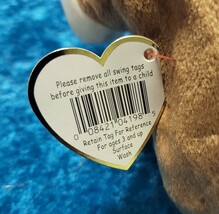 Please remove all swing tags
before giving this item to a child
0 08421 04198
Retain Tag For Reference
For ages 3 and up
Surface
Wash